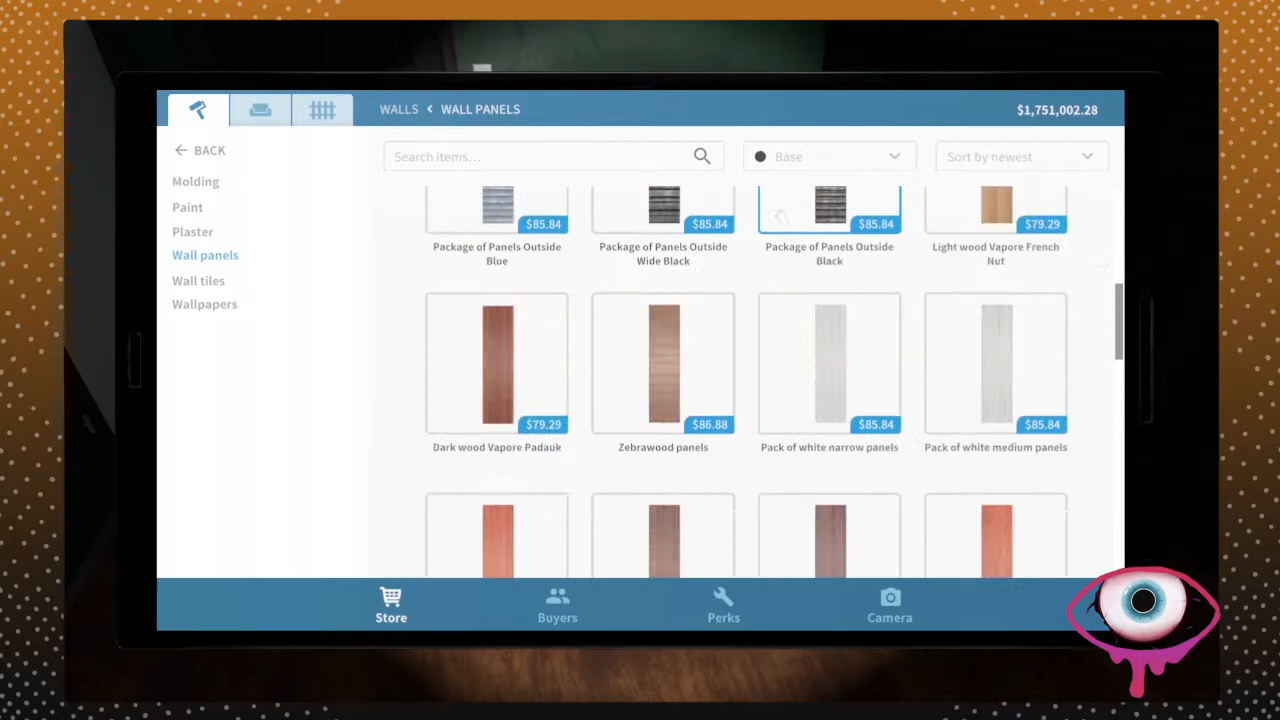 WALLS < WALL PANELS
$1,751,002.28
BACK
Search items...
Base
Sort by newest
Molding
Paint
Plaster
Wall panels
Wall tiles
Wallpapers
$85.84
$85.84
$85.84
$79.29
Package of Panels Outside
Blue
Package of Panels Outside
Wide Black
Package of Panels Outside
Black
Light wood Vapore French
Nut
$79.29
$86.88
$85.84
$85.84
Dark wood Vapore Padauk
Zebrawood panels
Pack of white narrow panels
Pack of white medium panels
Store
Buyers
Perks
Camera